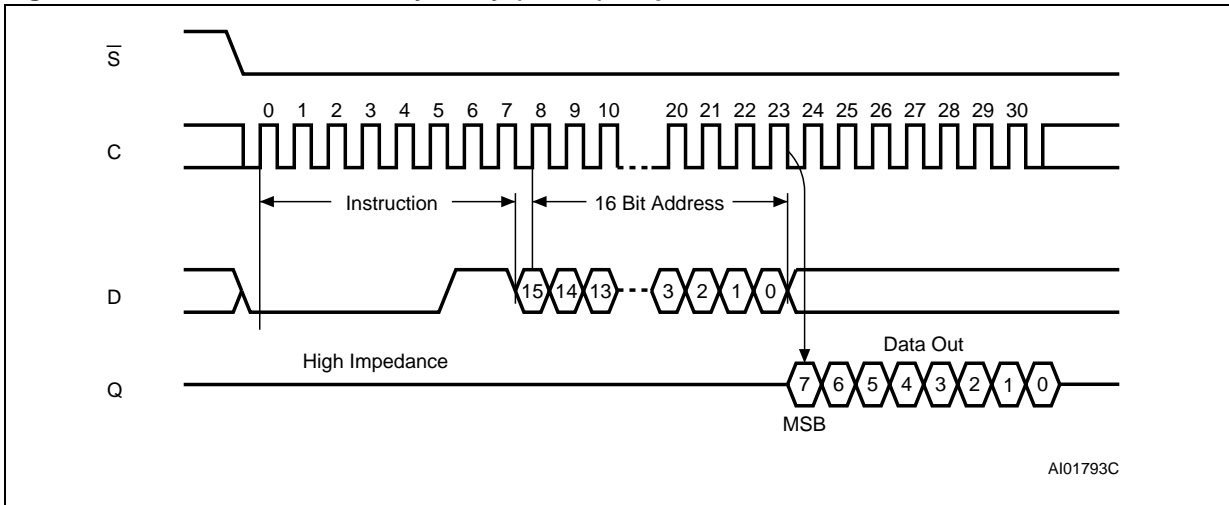 S
0 1 2 3 4 5 6 7 8 9 10 20 21 22 23 24 25 26 27 28 29 30
C
Instruction 16 Bit Address
D 15 14 13 3 2 1 0
High Impedance Data Out
Q 7 6 5 4 3 2 1 0
MSB
AI01793C